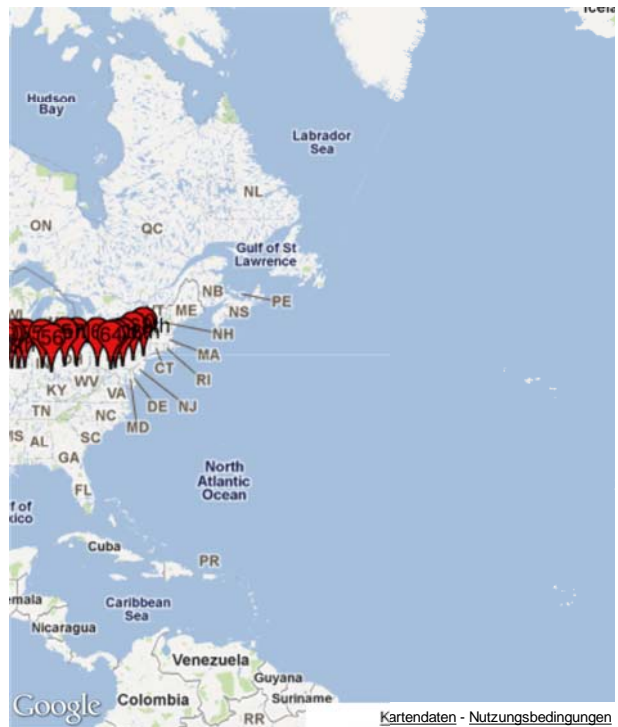 Hudson
Bay
Labrador
Sea
NL
ON
QC
Gulf of St
Lawrence
NB
PE
ME
NS
NH
MA
CT
RI
WV
KY
VA
DE
NJ
TN
NC
MD
AL
SC
GA
FL
North
Atlantic
Ocean
Cuba
PR
Caribbean
Sea
Nicaragua
Venezuela
Guyana
Suriname
Google
Colombia
RR
Kartendaten - Nutzungsbedingungen